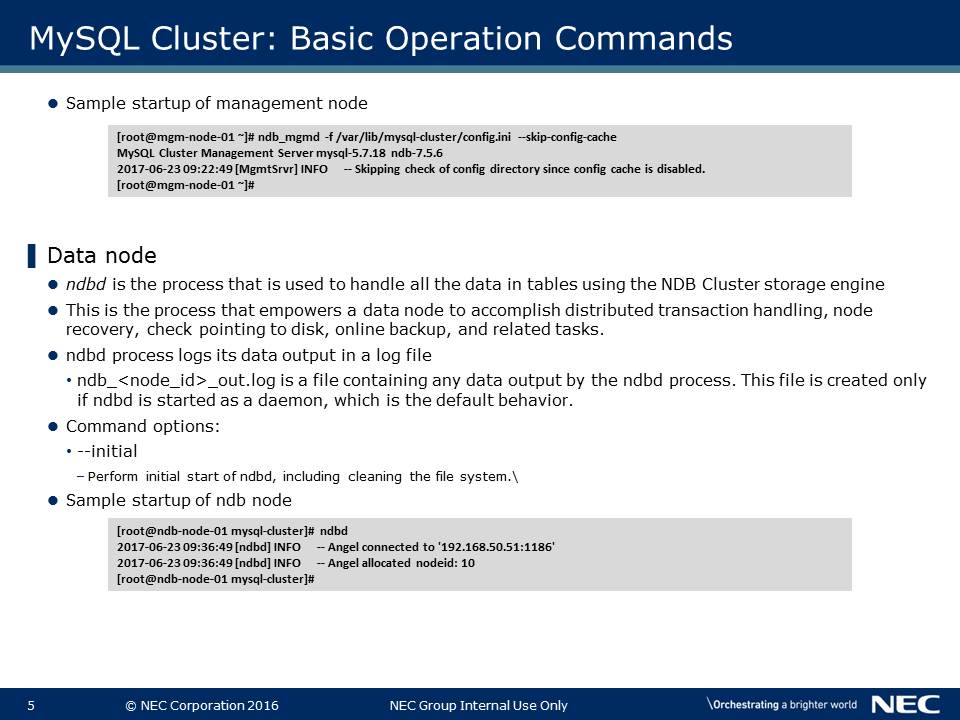 MySQL Cluster: Basic Operation Commands
● Sample startup of management node
[root@mgm-node-01 ~]# ndb_mgmd -f /var/lib/mysql-cluster/config.ini --skip-config-cache
MySQL Cluster Management Server mysql-5.7.18 ndb-7.5.6
2017-06-23 09:22:49 [MgmtSrvr] INFO -- Skipping check of config directory since config cache is disabled.
[root@mgm-node-01 ~]#
Data node
● ndbd is the process that is used to handle all the data in tables using the NDB Cluster storage engine
● This is the process that empowers a data node to accomplish distributed transaction handling, node
recovery, check pointing to disk, online backup, and related tasks.
● ndbd process logs its data output in a log file
• ndb_<node_id>_out.log is a file containing any data output by the ndbd process. This file is created only
if ndbd is started as a daemon, which is the default behavior.
● Command options:
• --initial
– Perform initial start of ndbd, including cleaning the file system.\
● Sample startup of ndb node
[root@ndb-node-01 mysql-cluster]# ndbd
2017-06-23 09:36:49 [ndbd] INFO -- Angel connected to '192.168.50.51:1186'
2017-06-23 09:36:49 [ndbd] INFO -- Angel allocated nodeid: 10
[root@ndb-node-01 mysql-cluster]#
5 © NEC Corporation 2016 NEC Group Internal Use Only \Orchestrating a brighter world NEC